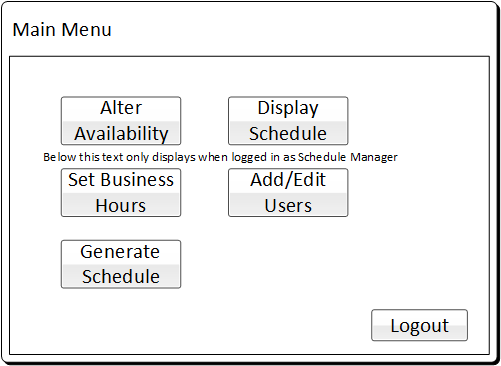 Main Menu
Alter
Availability
Display
Schedule
Below this text only displays when logged in as Schedule Manager
Set Business
Hours
Add/Edit
Users
Generate
Schedule
Logout